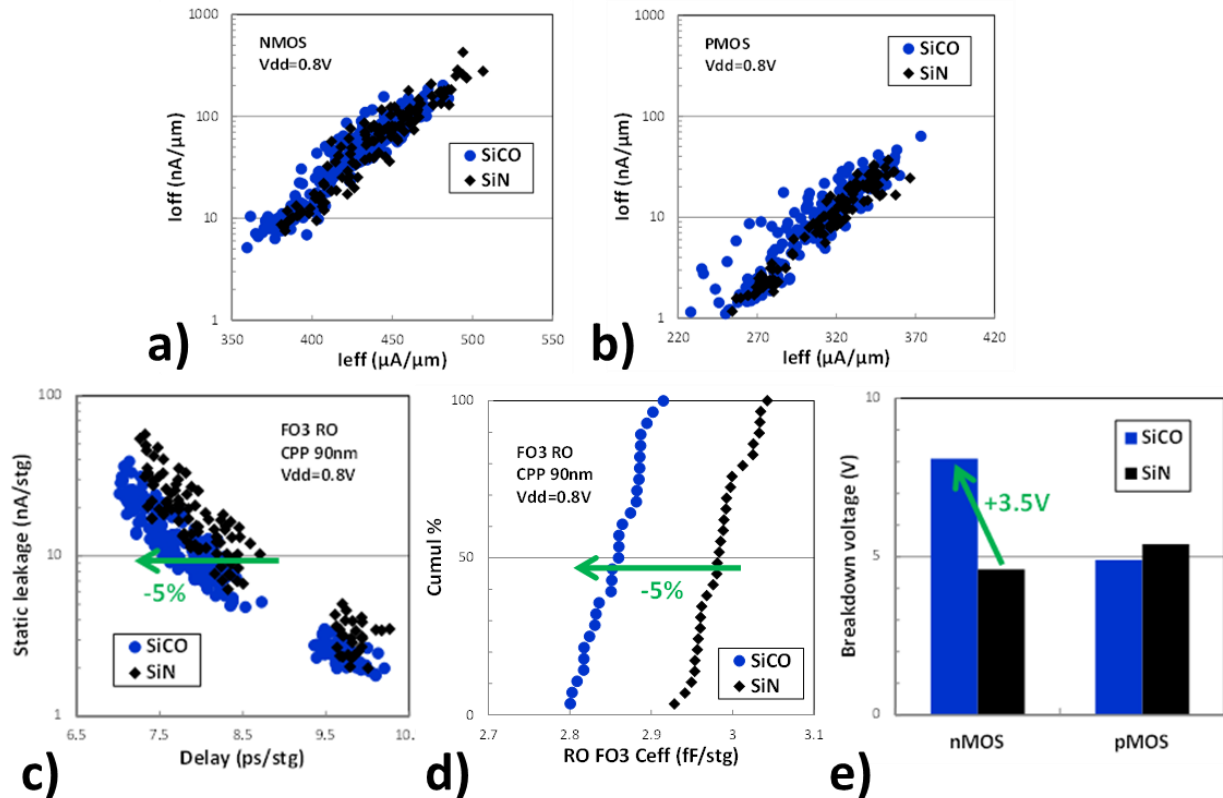 1000
100
10
1
Ioff (nA/µm)
NMOS
Vdd=0.8V
SiCO
SiN
350
400
450
500
550
Ieff (µA/µm)
a)
1000
100
10
1
Ioff (nA/µm)
PMOS
Vdd=0.8V
SiCO
SiN
220
270
320
370
420
Ieff (µA/µm)
b)
100
10
1
Static leakage (nA/stg)
FO3 RO
CPP 90nm
Vdd=0.8V
-5%
SiCO
SiN
6.5
7.5
8.5
9.5
10.
Delay (ps/stg)
c)
100
50
0
Cumul %
FO3 RO
CPP 90nm
Vdd=0.8V
-5%
SiCO
SiN
2.7
2.8
2.9
3
3.1
RO FO3 Ceff (fF/stg)
d)
10
5
0
Breakdown voltage (V)
SiCO
SiN
+3.5V
nMOS
pMOS
e)